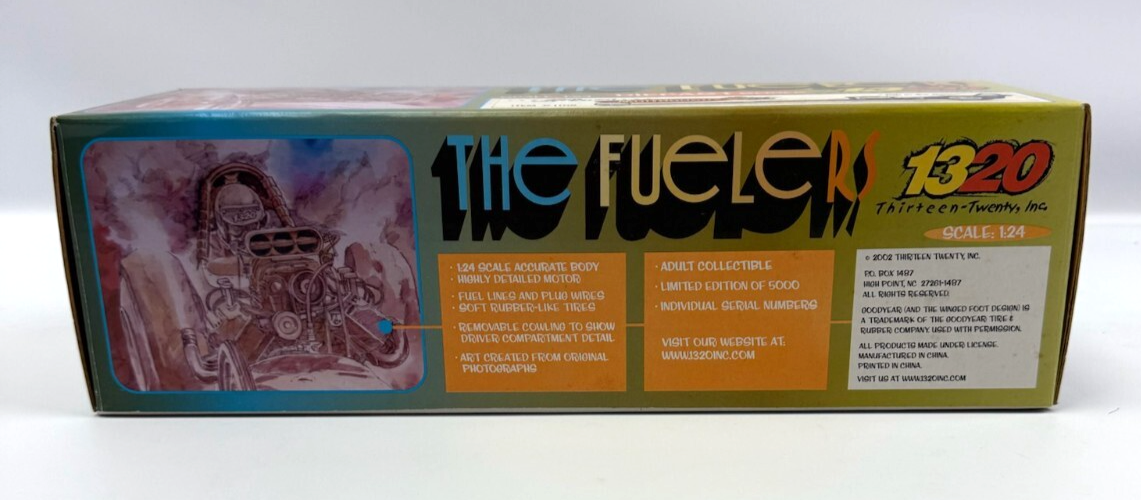 THE FUELERS
1320
Thirteen-Twenty, Inc.
SCALE: 1:24
· 1:24 SCALE ACCURATE BODY
· HIGHLY DETAILED MOTOR
· FUEL LINES AND PLUG WIRES
· SOFT RUBBER-LIKE TIRES
· REMOVABLE COWLING TO SHOW
DRIVER COMPARTMENT DETAIL
· ART CREATED FROM ORIGINAL
PHOTOGRAPHS
· ADULT COLLECTIBLE
· LIMITED EDITION OF 5000
· INDIVIDUAL SERIAL NUMBERS
VISIT OUR WEBSITE AT:
WWW.1320INC.COM
© 2002 THIRTEEN TWENTY, INC.
P.O. BOX 1487
HIGH POINT, NC 27261-1487
ALL RIGHTS RESERVED
GOODYEAR (AND THE WINGED FOOT DESIGN) IS
A TRADEMARK OF THE GOODYEAR TIRE &
RUBBER COMPANY, USED WITH PERMISSION.
ALL PRODUCTS MADE UNDER LICENSE.
MANUFACTURED IN CHINA.
PRINTED IN CHINA.
VISIT US AT WWW.1320INC.COM